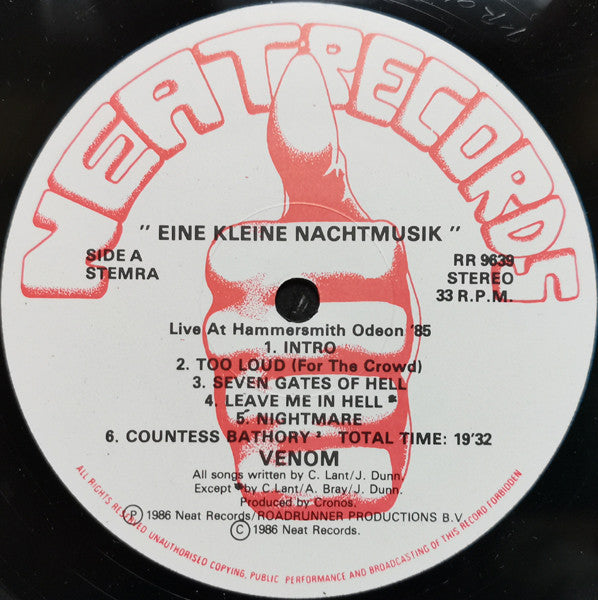 NEAT RECORDS
" EINE KLEINE NACHTMUSIK "
SIDE A
STEMRA
RR 9639
STEREO
33 R.P.M.
Live At Hammersmith Odeon '85
1. INTRO
2. TOO LOUD (For The Crowd)
3. SEVEN GATES OF HELL
4. LEAVE ME IN HELL *
5. NIGHTMARE
6. COUNTESS BATHORY ² TOTAL TIME: 19'32
VENOM
All songs written by C. Lant/J. Dunn.
Except * by C.Lant/A. Bray/J. Dunn.
Produced by Cronos.
Ⓟ 1986 Neat Records/ROADRUNNER PRODUCTIONS B.V.
© 1986 Neat Records.
ALL RIGHTS RESERVED. UNAUTHORISED COPYING, PUBLIC PERFORMANCE AND BROADCASTING OF THIS RECORD FORBIDDEN